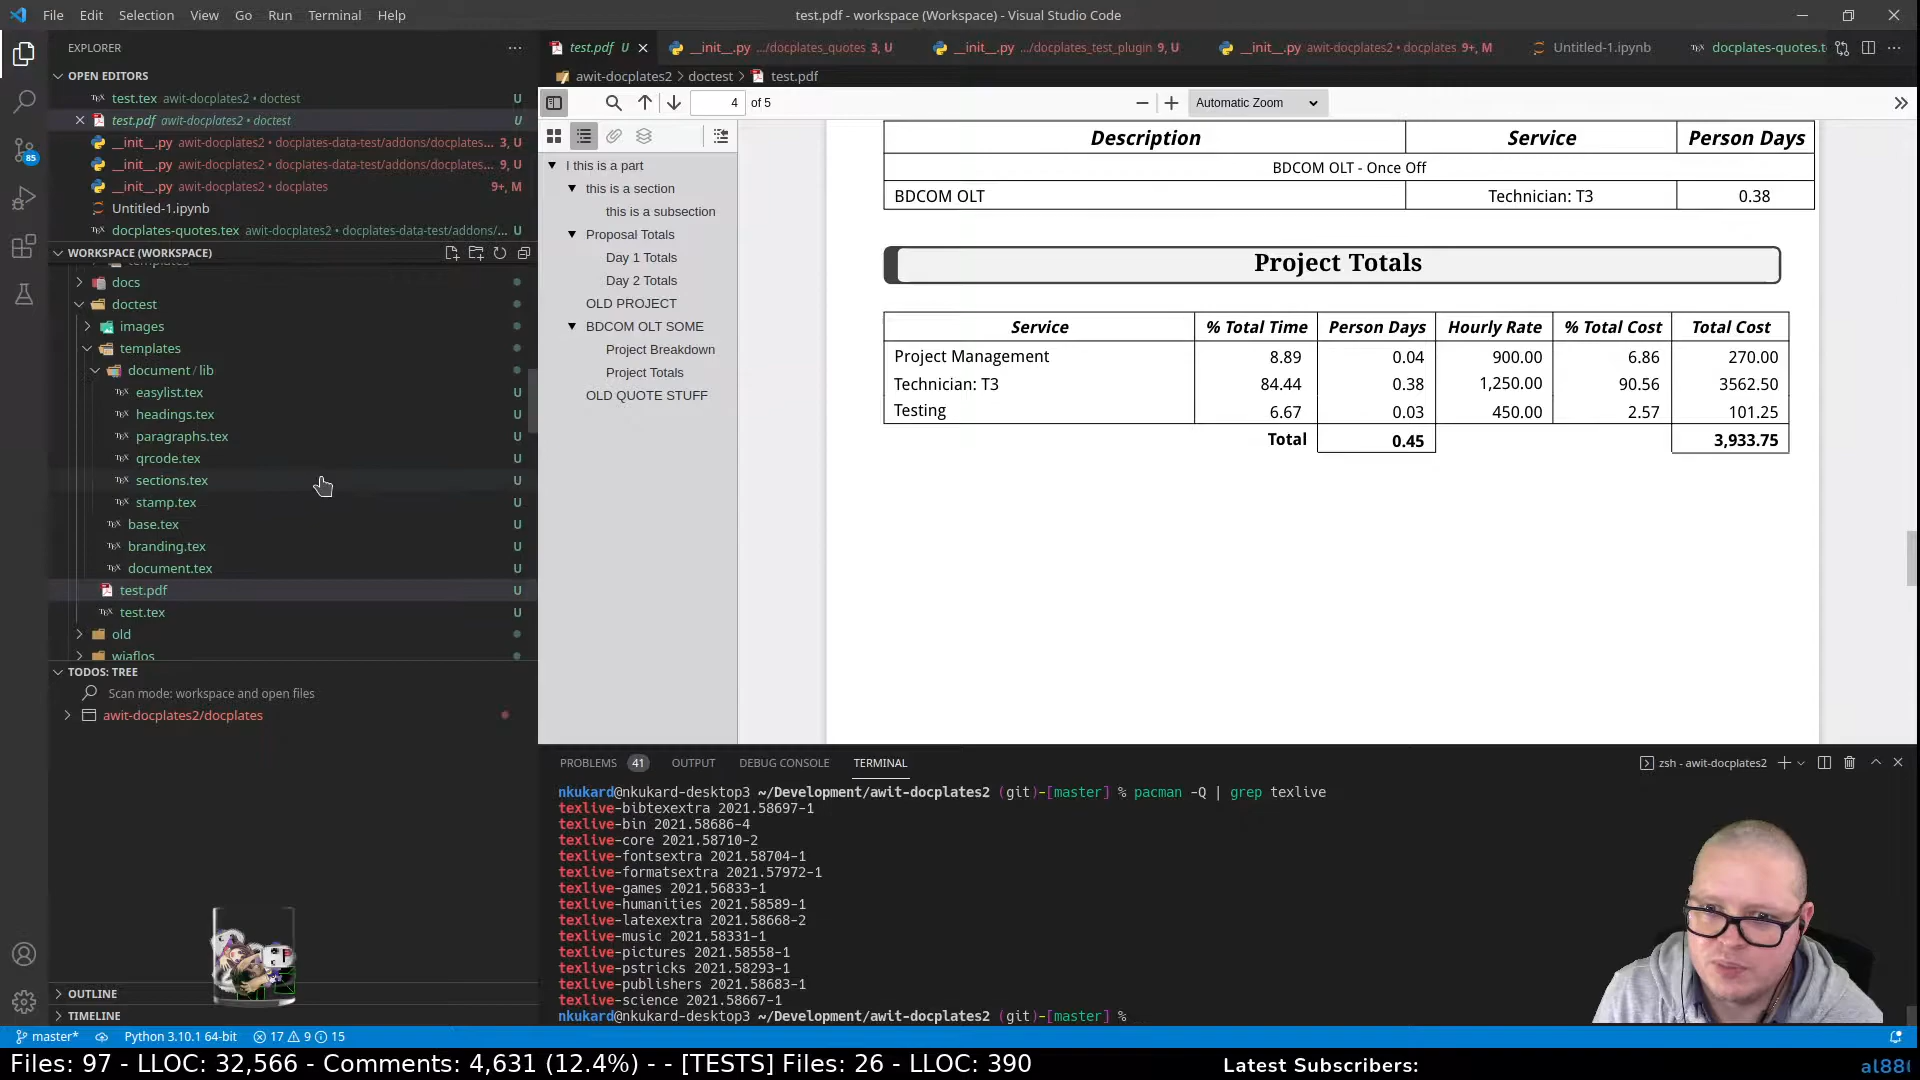 File Edit Selection View Go Run Terminal Help
test.pdf - workspace (Workspace) - Visual Studio Code
EXPLORER
OPEN EDITORS
test.tex awit-docplates2 • doctest U
test.pdf awit-docplates2 • doctest U
__init__.py awit-docplates2 • docplates-data-test/addons/docplates... 3, U
__init__.py awit-docplates2 • docplates-data-test/addons/docplates... 9, U
__init__.py awit-docplates2 • docplates 9+, M
Untitled-1.ipynb
docplates-quotes.tex awit-docplates2 • docplates-data-test/addons/... U
WORKSPACE (WORKSPACE)
templates
docs
doctest
images
templates
document / lib
easylist.tex U
headings.tex U
paragraphs.tex U
qrcode.tex U
sections.tex U
stamp.tex U
base.tex U
branding.tex U
document.tex U
test.pdf U
test.tex U
old
wiaflos
TODOS: TREE
Scan mode: workspace and open files
awit-docplates2/docplates
OUTLINE
TIMELINE
85
test.pdf U
__init__.py .../docplates_quotes 3, U
__init__.py .../docplates_test_plugin 9, U
__init__.py awit-docplates2 • docplates 9+, M
Untitled-1.ipynb
docplates-quotes.t
awit-docplates2 > doctest > test.pdf
4 of 5
Automatic Zoom
I this is a part
this is a section
this is a subsection
Proposal Totals
Day 1 Totals
Day 2 Totals
OLD PROJECT
BDCOM OLT SOME
Project Breakdown
Project Totals
OLD QUOTE STUFF
Description Service Person Days
BDCOM OLT - Once Off
BDCOM OLT Technician: T3 0.38
Project Totals
Service % Total Time Person Days Hourly Rate % Total Cost Total Cost
Project Management 8.89 0.04 900.00 6.86 270.00
Technician: T3 84.44 0.38 1,250.00 90.56 3562.50
Testing 6.67 0.03 450.00 2.57 101.25
Total 0.45 3,933.75
PROBLEMS 41 OUTPUT DEBUG CONSOLE TERMINAL
zsh - awit-docplates2
nkukard@nkukard-desktop3 ~/Development/awit-docplates2 (git)-[master] % pacman -Q | grep texlive
texlive-bibtexextra 2021.58697-1
texlive-bin 2021.58686-4
texlive-core 2021.58710-2
texlive-fontsextra 2021.58704-1
texlive-formatsextra 2021.57972-1
texlive-games 2021.56833-1
texlive-humanities 2021.58589-1
texlive-latexextra 2021.58668-2
texlive-music 2021.58331-1
texlive-pictures 2021.58558-1
texlive-pstricks 2021.58293-1
texlive-publishers 2021.58683-1
texlive-science 2021.58667-1
nkukard@nkukard-desktop3 ~/Development/awit-docplates2 (git)-[master] %
master* Python 3.10.1 64-bit 17 9 15
Files: 97 - LLOC: 32,566 - Comments: 4,631 (12.4%) - - [TESTS] Files: 26 - LLOC: 390
Latest Subscribers: